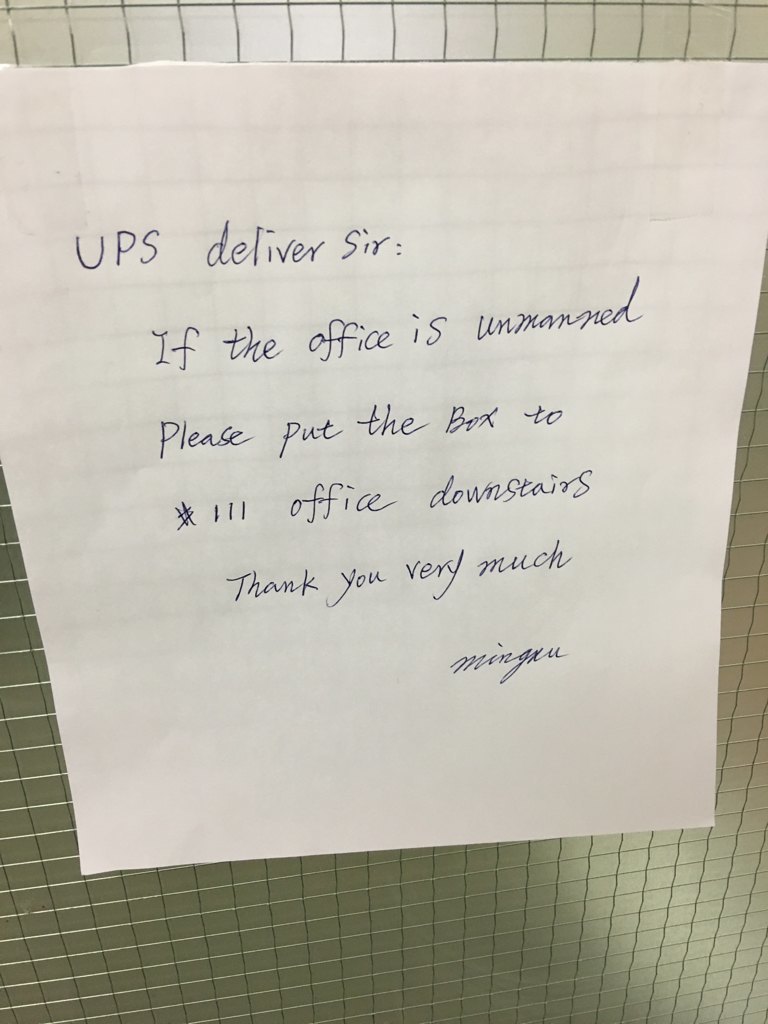 UPS deliver Sir:
If the office is unmanned
Please put the Box to
#111 office downstairs
Thank you very much
mingxu